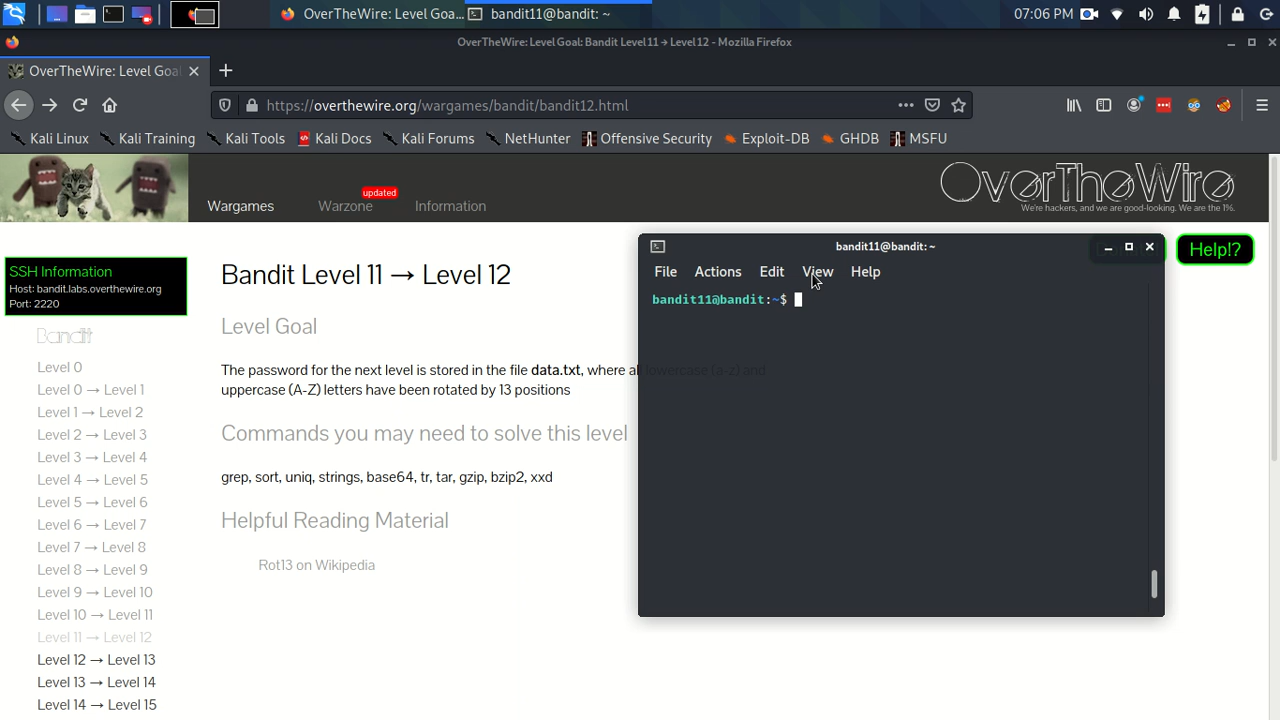 OverTheWire: Level Goa...
bandit11@bandit: ~
07:06 PM
OverTheWire: Level Goal: Bandit Level 11 → Level 12 - Mozilla Firefox
OverTheWire: Level Goal
https://overthewire.org/wargames/bandit/bandit12.html
Kali Linux
Kali Training
Kali Tools
Kali Docs
Kali Forums
NetHunter
Offensive Security
Exploit-DB
GHDB
MSFU
Wargames
Warzone
updated
Information
OverTheWire
We're hackers, and we are good-looking. We are the 1%.
Help!?
SSH Information
Host: bandit.labs.overthewire.org
Port: 2220
Bandit
Level 0
Level 0 → Level 1
Level 1 → Level 2
Level 2 → Level 3
Level 3 → Level 4
Level 4 → Level 5
Level 5 → Level 6
Level 6 → Level 7
Level 7 → Level 8
Level 8 → Level 9
Level 9 → Level 10
Level 10 → Level 11
Level 11 → Level 12
Level 12 → Level 13
Level 13 → Level 14
Level 14 → Level 15
Bandit Level 11 → Level 12
Level Goal
The password for the next level is stored in the file data.txt, where all lowercase (a-z) and
uppercase (A-Z) letters have been rotated by 13 positions
Commands you may need to solve this level
grep, sort, uniq, strings, base64, tr, tar, gzip, bzip2, xxd
Helpful Reading Material
Rot13 on Wikipedia
bandit11@bandit: ~
File Actions Edit View Help
bandit11@bandit:~$